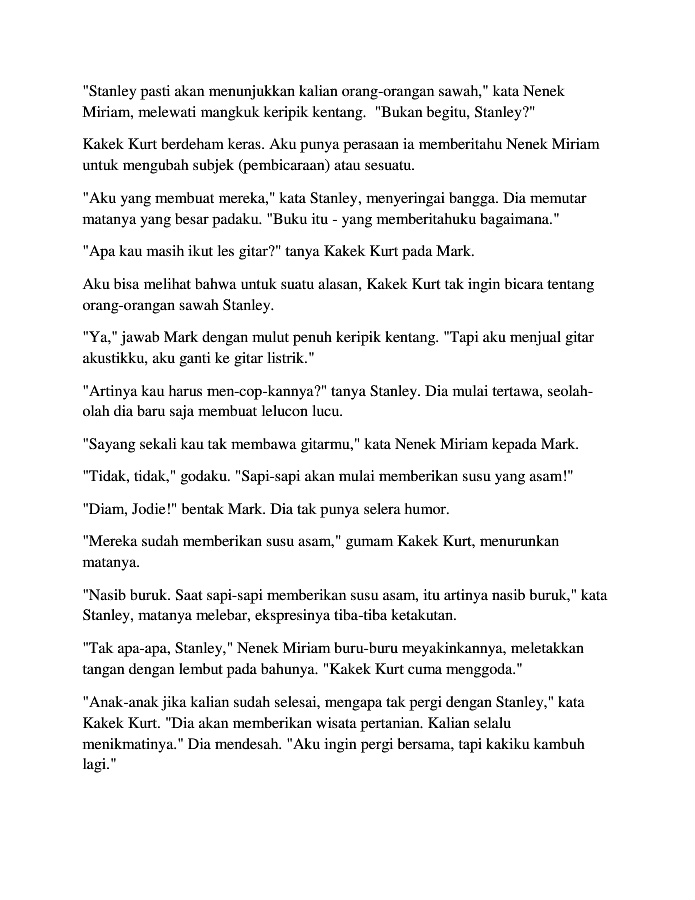 "Stanley pasti akan menunjukkan kalian orang-orangan sawah," kata Nenek
Miriam, melewati mangkuk keripik kentang.  "Bukan begitu, Stanley?"
Kakek Kurt berdeham keras. Aku punya perasaan ia memberitahu Nenek Miriam
untuk mengubah subjek (pembicaraan) atau sesuatu.
"Aku yang membuat mereka," kata Stanley, menyeringai bangga. Dia memutar
matanya yang besar padaku. "Buku itu - yang memberitahuku bagaimana."
"Apa kau masih ikut les gitar?" tanya Kakek Kurt pada Mark.
Aku bisa melihat bahwa untuk suatu alasan, Kakek Kurt tak ingin bicara tentang
orang-orangan sawah Stanley.
"Ya," jawab Mark dengan mulut penuh keripik kentang. "Tapi aku menjual gitar
akustikku, aku ganti ke gitar listrik."
"Artinya kau harus men-cop-kannya?" tanya Stanley. Dia mulai tertawa, seolah-
olah dia baru saja membuat lelucon lucu.
"Sayang sekali kau tak membawa gitarmu," kata Nenek Miriam kepada Mark.
"Tidak, tidak," godaku. "Sapi-sapi akan mulai memberikan susu yang asam!"
"Diam, Jodie!" bentak Mark. Dia tak punya selera humor.
"Mereka sudah memberikan susu asam," gumam Kakek Kurt, menurunkan
matanya.
"Nasib buruk. Saat sapi-sapi memberikan susu asam, itu artinya nasib buruk," kata
Stanley, matanya melebar, ekspresinya tiba-tiba ketakutan.
"Tak apa-apa, Stanley," Nenek Miriam buru-buru meyakinkannya, meletakkan
tangan dengan lembut pada bahunya. "Kakek Kurt cuma menggoda."
"Anak-anak jika kalian sudah selesai, mengapa tak pergi dengan Stanley," kata
Kakek Kurt. "Dia akan memberikan wisata pertanian. Kalian selalu
menikmatinya." Dia mendesah. "Aku ingin pergi bersama, tapi kakiku kambuh
lagi."